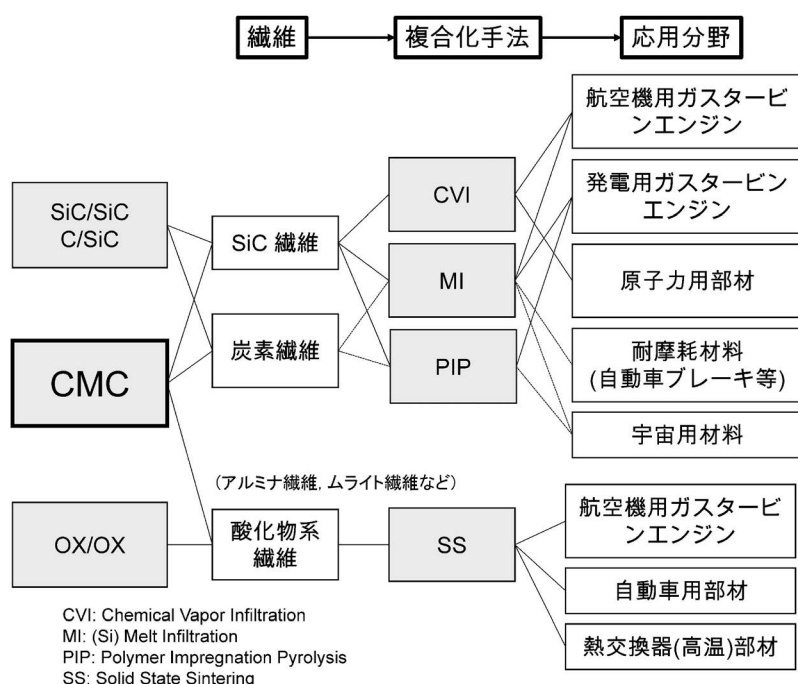 繊維
複合化手法
応用分野
SiC/SiC
C/SiC
CMC
OX/OX
SiC 繊維
炭素繊維
(アルミナ繊維, ムライト繊維など)
酸化物系
繊維
CVI
MI
PIP
SS
航空機用ガスタービ
ンエンジン
発電用ガスタービン
エンジン
原子力用部材
耐摩耗材料
(自動車ブレーキ等)
宇宙用材料
航空機用ガスタービ
ンエンジン
自動車用部材
熱交換器(高温)部材
CVI: Chemical Vapor Infiltration
MI: (Si) Melt Infiltration
PIP: Polymer Impregnation Pyrolysis
SS: Solid State Sintering